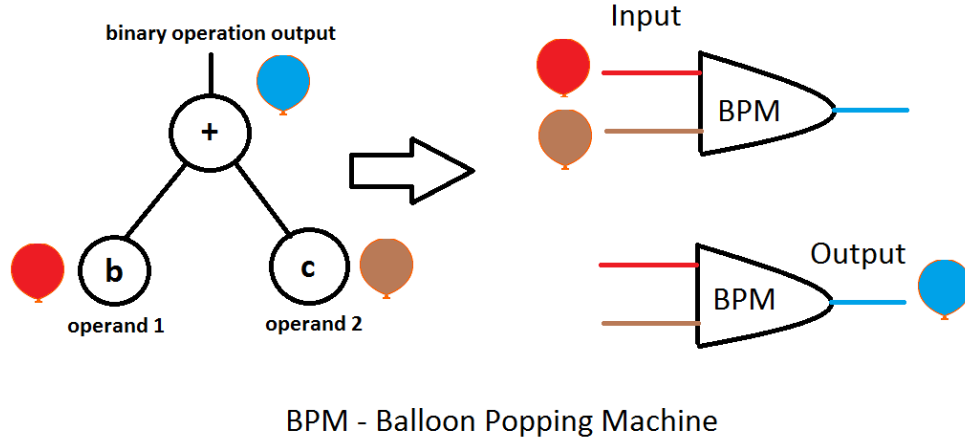 binary operation output
+
b
c
operand 1
operand 2
Input
BPM
Output
BPM
BPM - Balloon Popping Machine